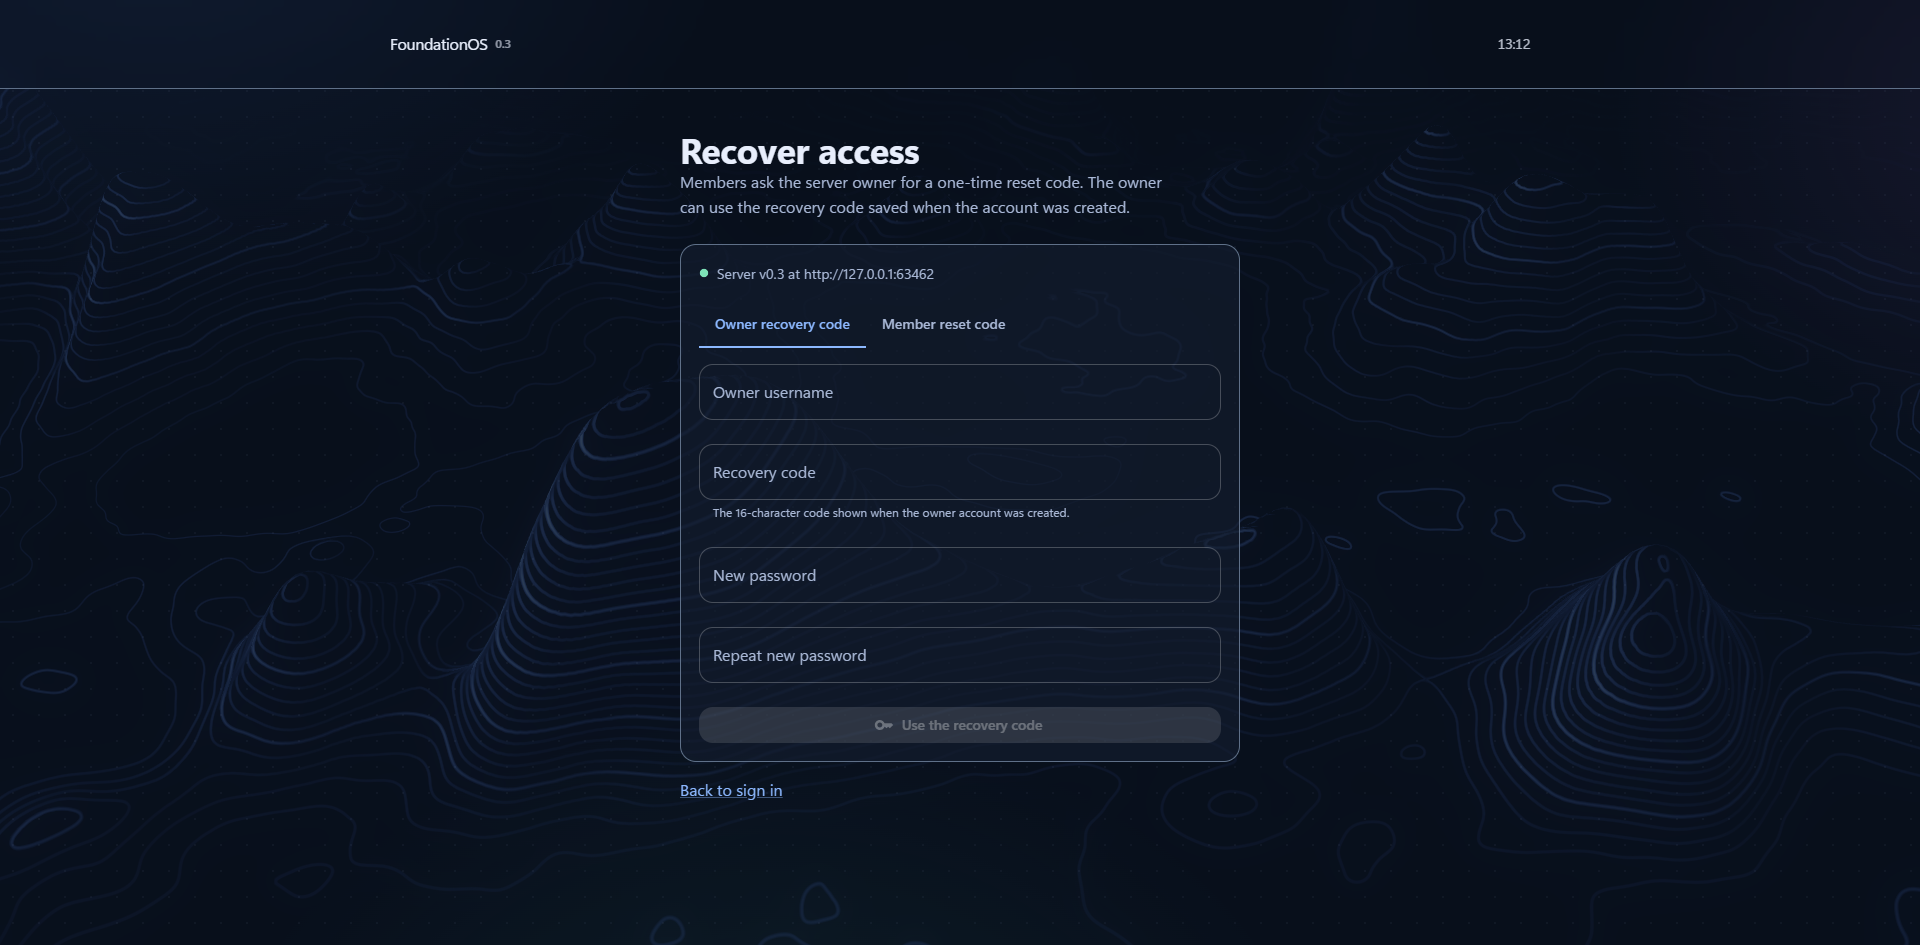 FoundationOS 0.3
13:12
Recover access
Members ask the server owner for a one-time reset code. The owner
can use the recovery code saved when the account was created.
Server v0.3 at http://127.0.0.1:63462
Owner recovery code
Member reset code
Owner username
Recovery code
The 16-character code shown when the owner account was created.
New password
Repeat new password
Use the recovery code
Back to sign in